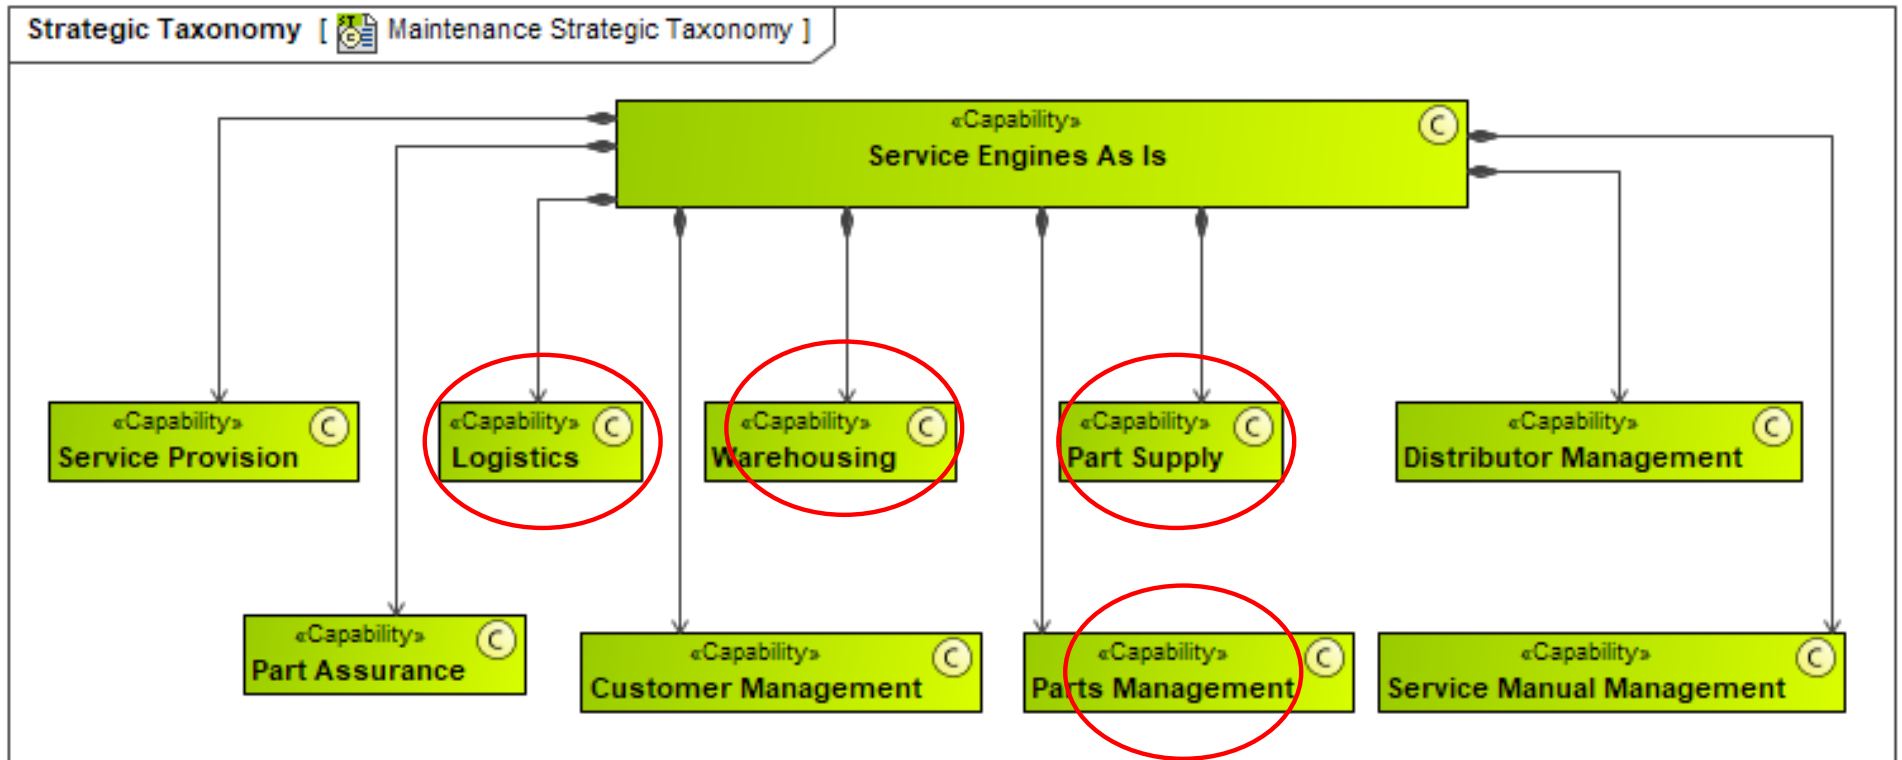 Strategic Taxonomy [ Maintenance Strategic Taxonomy ]
«Capability»
C
Service Engines As Is
«Capability»
C
Service Provision
«Capability»
C
Logistics
«Capability»
C
Warehousing
«Capability»
C
Part Supply
«Capability»
C
Distributor Management
«Capability»
C
Part Assurance
«Capability»
C
Customer Management
«Capability»
C
Parts Management
«Capability»
C
Service Manual Management